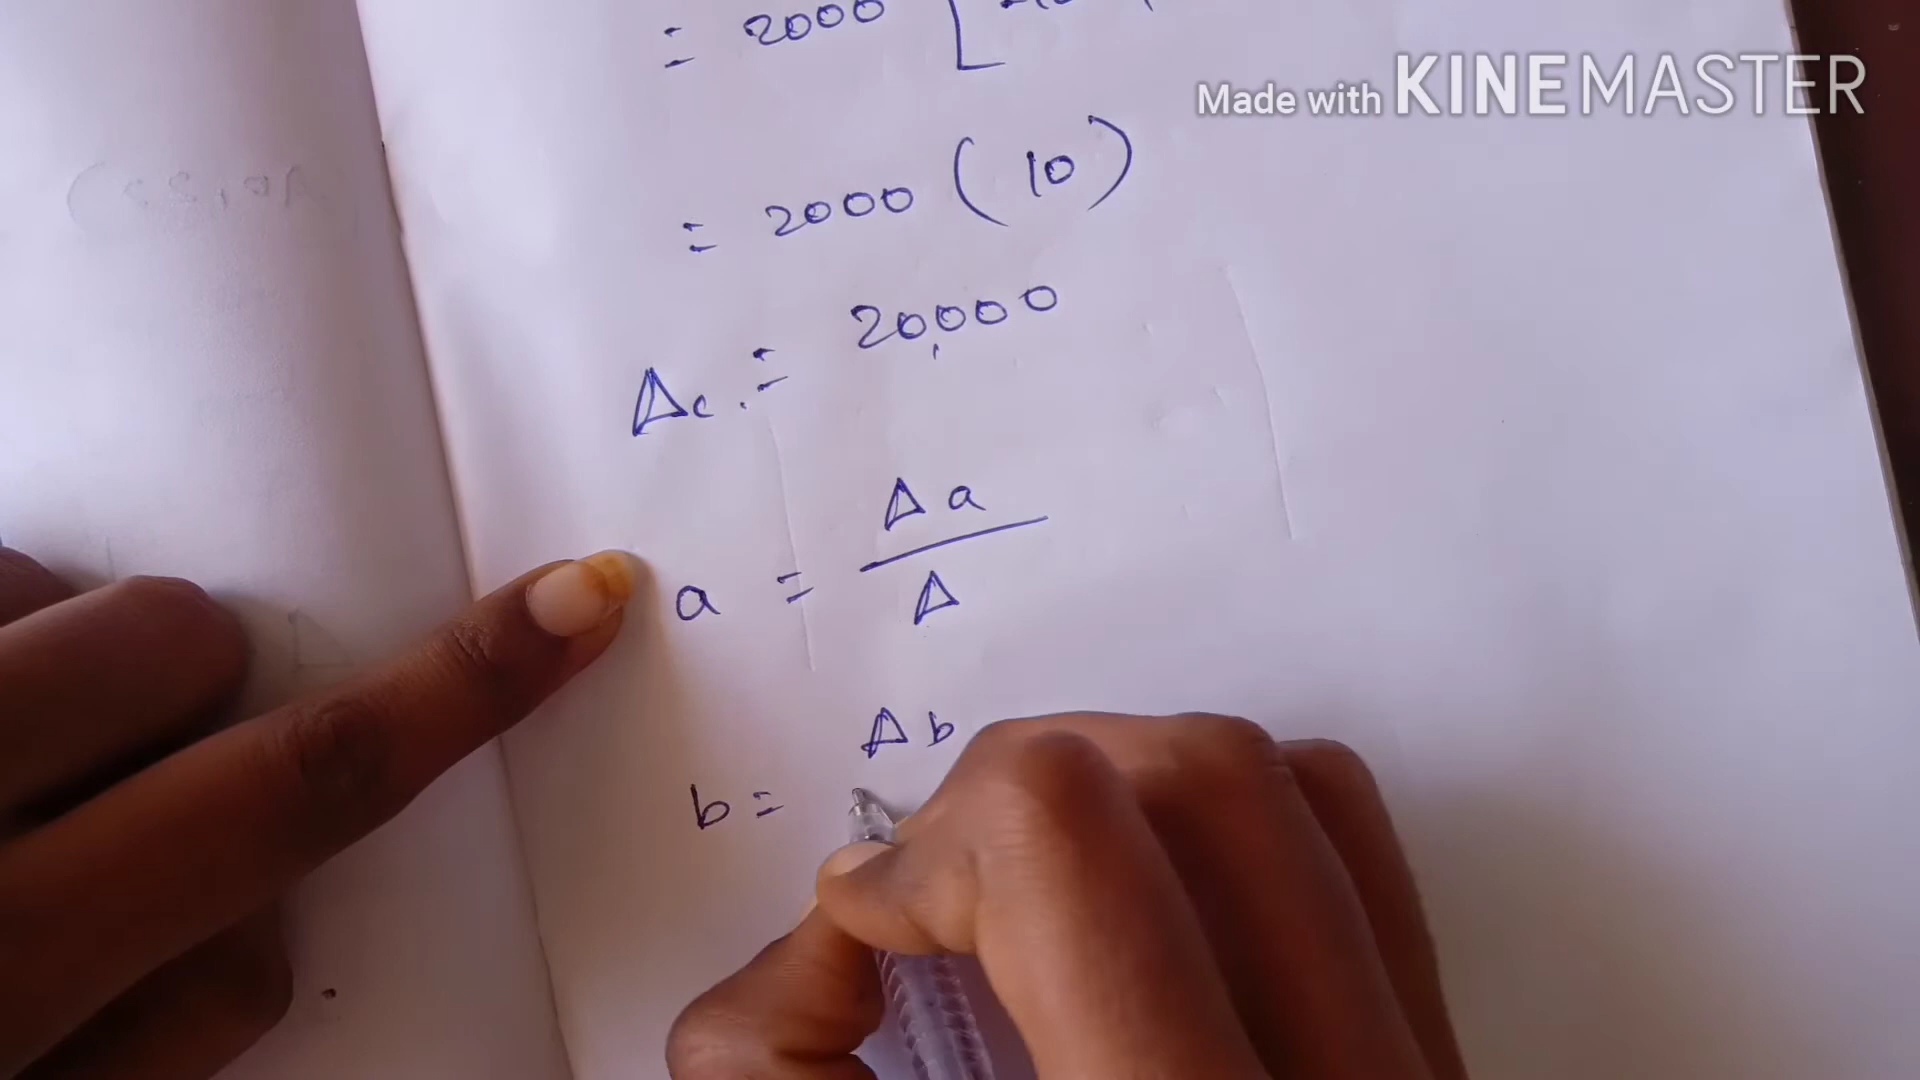 = 2000 [
Made with KINEMASTER
= 2000 (10)
Δc. = 20,000
a = Δa / Δ
b = Δb